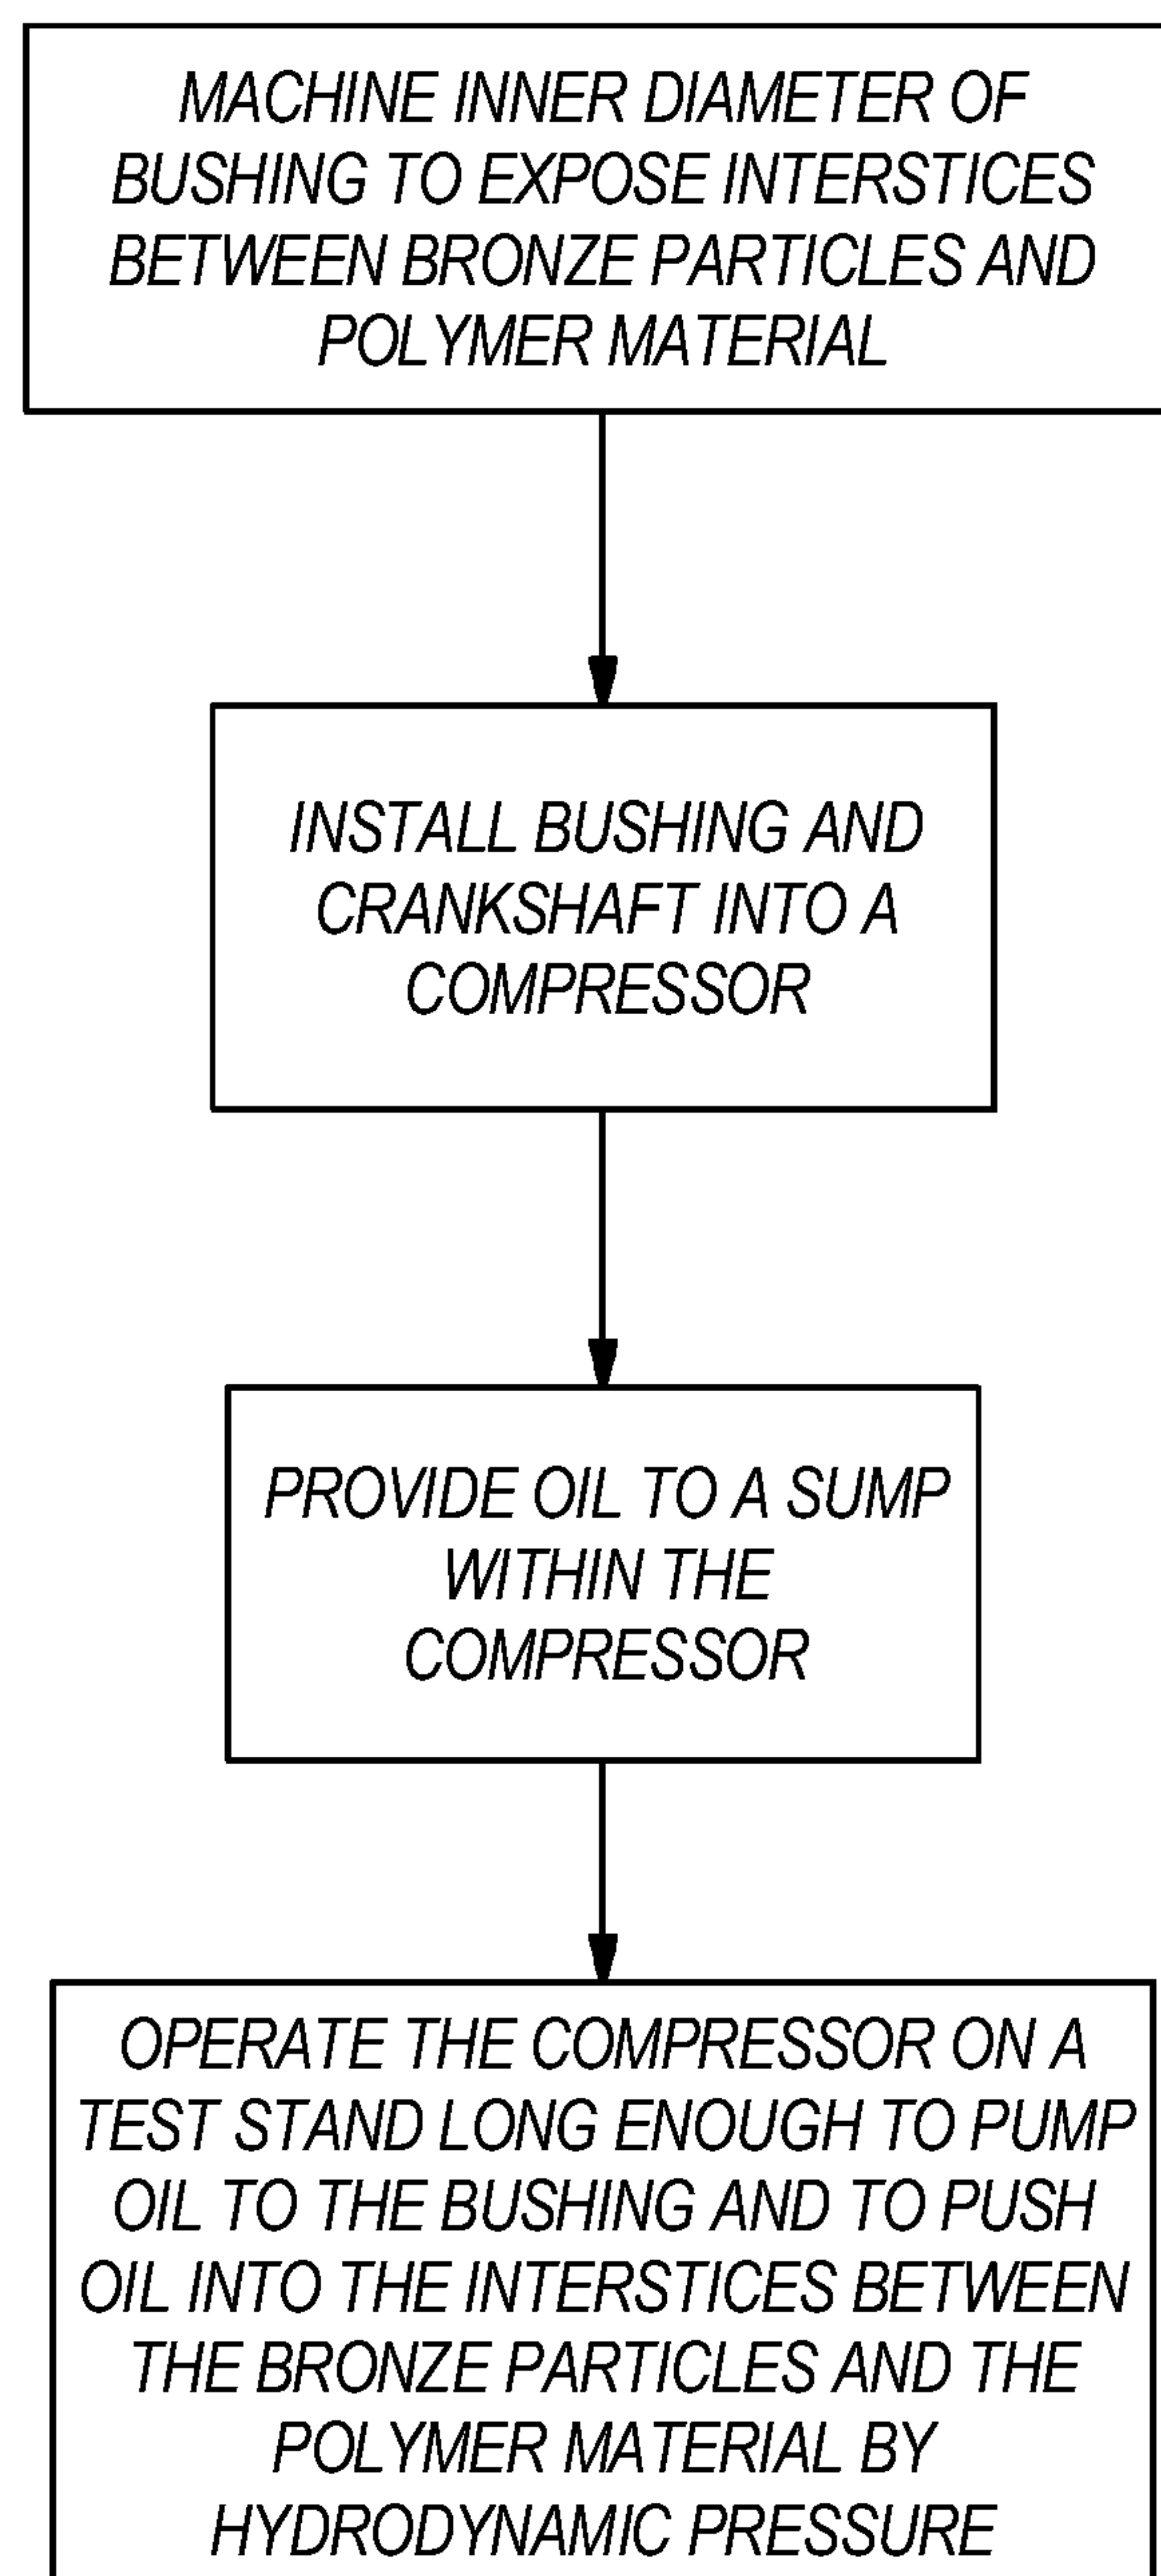 MACHINE INNER DIAMETER OF
BUSHING TO EXPOSE INTERSTICES
BETWEEN BRONZE PARTICLES AND
POLYMER MATERIAL
INSTALL BUSHING AND
CRANKSHAFT INTO A
COMPRESSOR
PROVIDE OIL TO A SUMP
WITHIN THE
COMPRESSOR
OPERATE THE COMPRESSOR ON A
TEST STAND LONG ENOUGH TO PUMP
OIL TO THE BUSHING AND TO PUSH
OIL INTO THE INTERSTICES BETWEEN
THE BRONZE PARTICLES AND THE
POLYMER MATERIAL BY
HYDRODYNAMIC PRESSURE